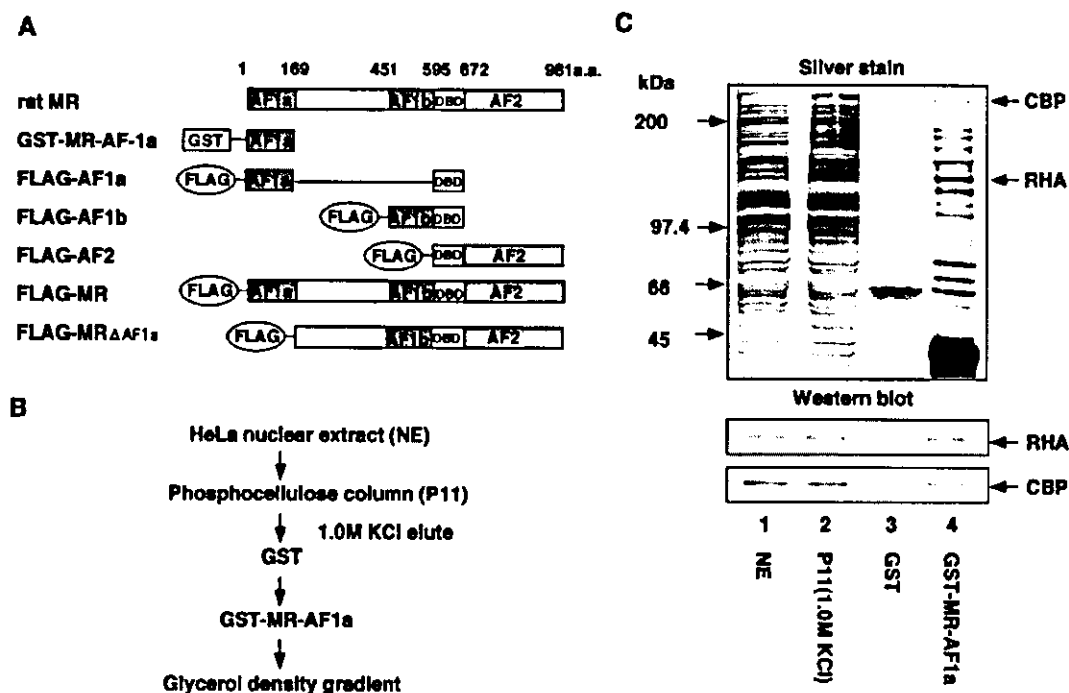 A
1 169 451 595 672 981a.a.
rat MR AF1a AF1b DBD AF2
GST-MR-AF-1a GST AF1a
FLAG-AF1a FLAG AF1a DBD
FLAG-AF1b FLAG AF1b DBD
FLAG-AF2 FLAG DBD AF2
FLAG-MR FLAG AF1a AF1b DBD AF2
FLAG-MRΔAF1a FLAG AF1b DBD AF2
B
HeLa nuclear extract (NE)
Phosphocellulose column (P11)
1.0M KCl elute
GST
GST-MR-AF1a
Glycerol density gradient
C
Silver stain
kDa
CBP
200
RHA
97.4
66
45
Western blot
RHA
CBP
1 2 3 4
NE
P11(1.0M KCl)
GST
GST-MR-AF1a